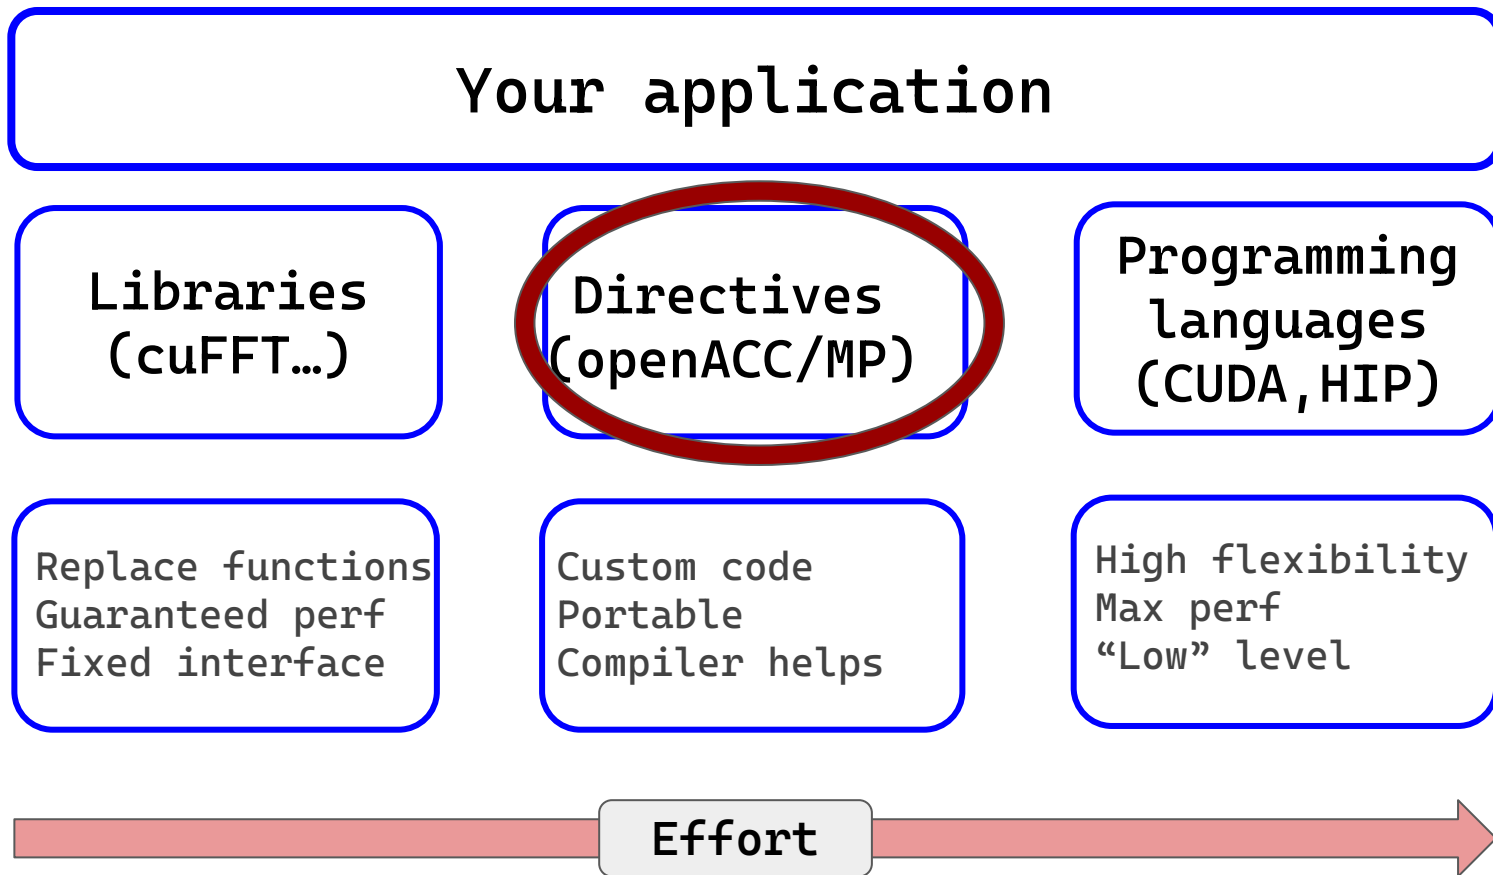 Your application
Libraries
(cuFFT…)
Directives
(openACC/MP)
Programming
languages
(CUDA,HIP)
Replace functions
Guaranteed perf
Fixed interface
Custom code
Portable
Compiler helps
High flexibility
Max perf
“Low” level
Effort